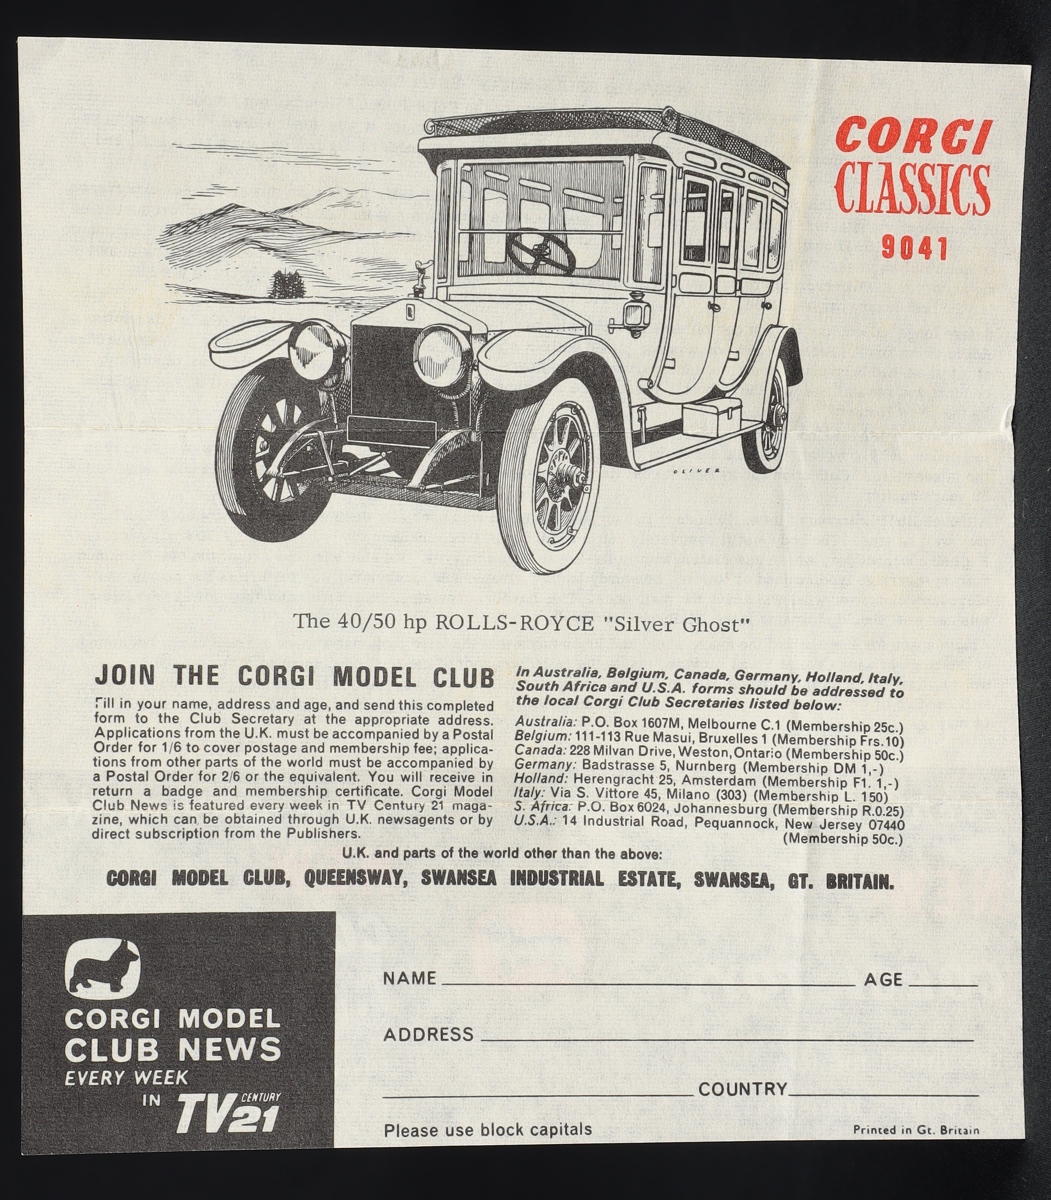 CORGI
CLASSICS
9041
OLIVER
The 40/50 hp ROLLS-ROYCE "Silver Ghost"
JOIN THE CORGI MODEL CLUB
Fill in your name, address and age, and send this completed
form to the Club Secretary at the appropriate address.
Applications from the U.K. must be accompanied by a Postal
Order for 1/6 to cover postage and membership fee; applica-
tions from other parts of the world must be accompanied by
a Postal Order for 2/6 or the equivalent. You will receive in
return a badge and membership certificate. Corgi Model
Club News is featured every week in TV Century 21 maga-
zine, which can be obtained through U.K. newsagents or by
direct subscription from the Publishers.
In Australia, Belgium, Canada, Germany, Holland, Italy,
South Africa and U.S.A. forms should be addressed to
the local Corgi Club Secretaries listed below:
Australia: P.O. Box 1607M, Melbourne C.1 (Membership 25c.)
Belgium: 111-113 Rue Masui, Bruxelles 1 (Membership Frs.10)
Canada: 228 Milvan Drive, Weston, Ontario (Membership 50c.)
Germany: Badstrasse 5, Nurnberg (Membership DM 1,-)
Holland: Herengracht 25, Amsterdam (Membership F1. 1,-)
Italy: Via S. Vittore 45, Milano (303) (Membership L. 150)
S. Africa: P.O. Box 6024, Johannesburg (Membership R.0.25)
U.S.A.: 14 Industrial Road, Pequannock, New Jersey 07440
(Membership 50c.)
U.K. and parts of the world other than the above:
CORGI MODEL CLUB, QUEENSWAY, SWANSEA INDUSTRIAL ESTATE, SWANSEA, GT. BRITAIN.
CORGI MODEL
CLUB NEWS
EVERY WEEK
IN TV CENTURY 21
NAME AGE
ADDRESS
COUNTRY
Please use block capitals
Printed in Gt. Britain